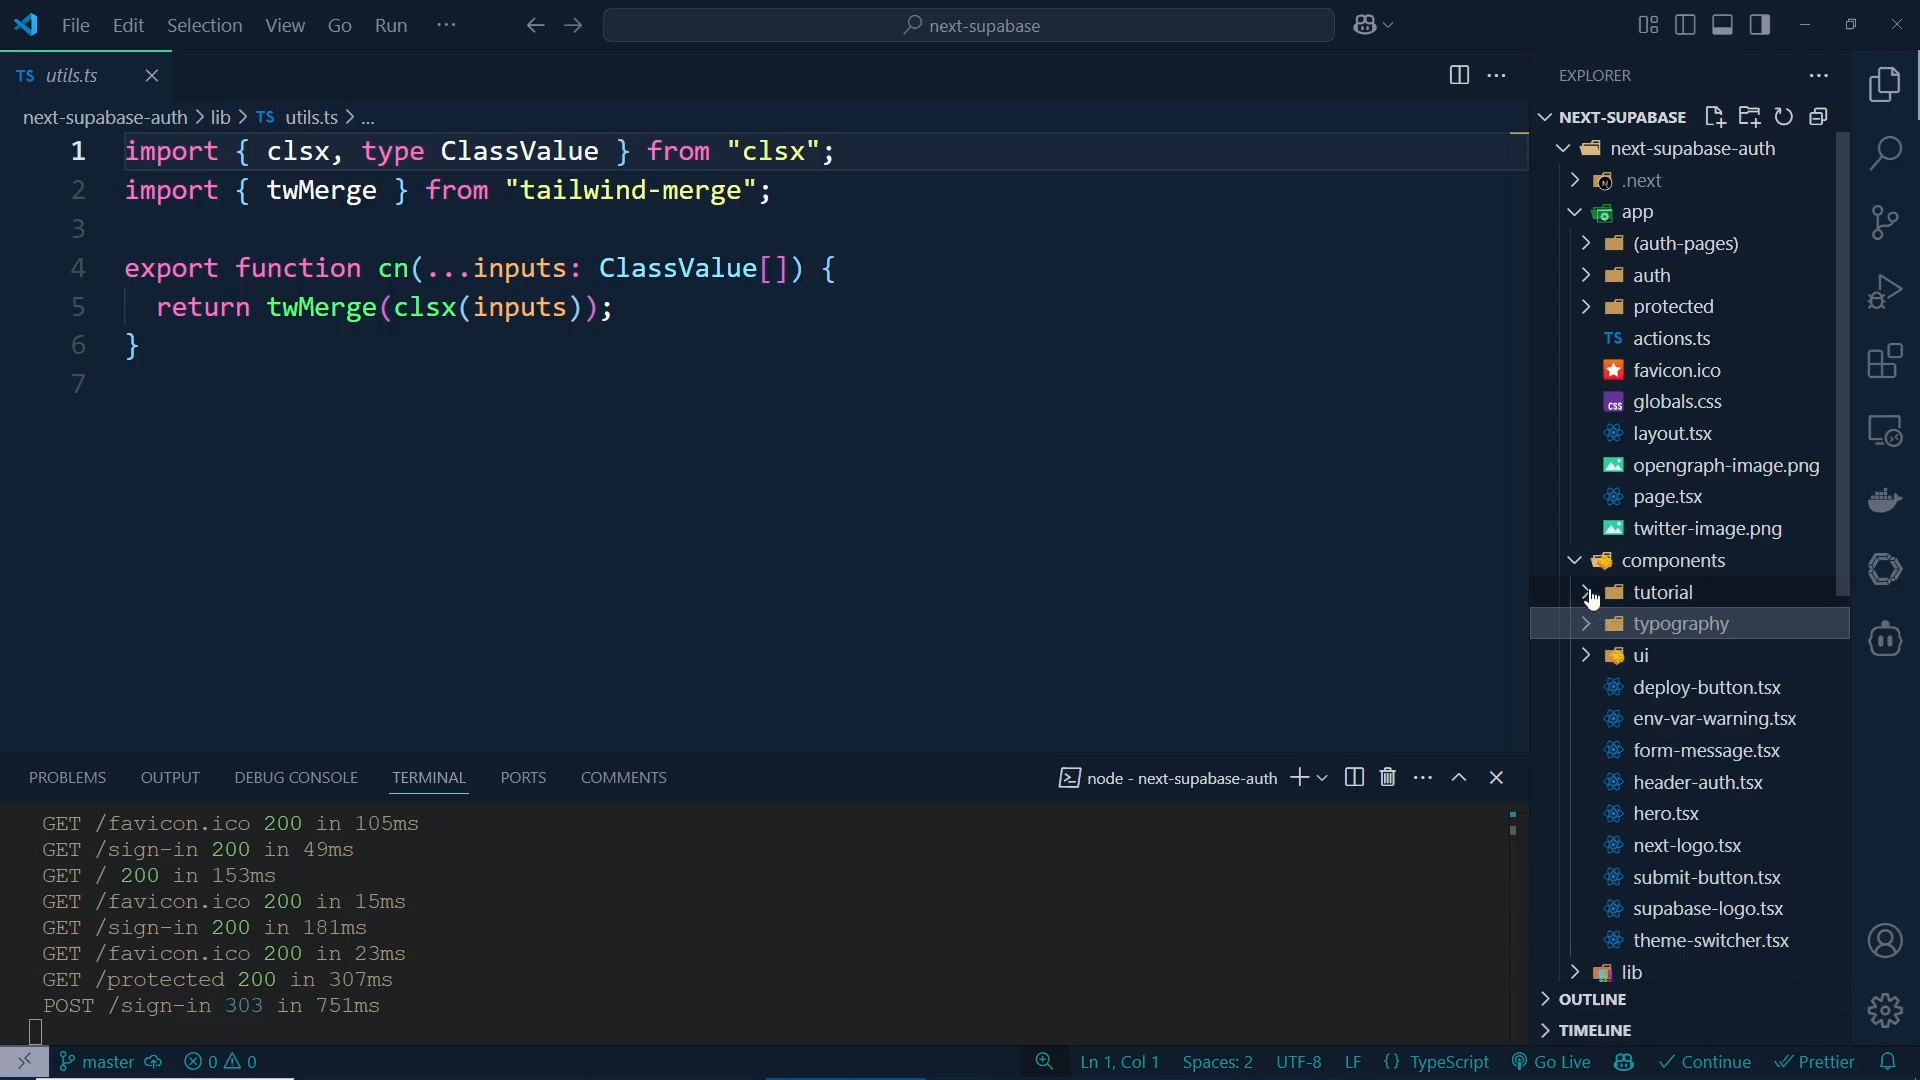 File Edit Selection View Go Run ··· next-supabase
TS utils.ts
next-supabase-auth > lib > TS utils.ts > ...
1 import { clsx, type ClassValue } from "clsx";
2 import { twMerge } from "tailwind-merge";
3
4 export function cn(...inputs: ClassValue[]) {
5 return twMerge(clsx(inputs));
6 }
7
PROBLEMS OUTPUT DEBUG CONSOLE TERMINAL PORTS COMMENTS node - next-supabase-auth
GET /favicon.ico 200 in 105ms
GET /sign-in 200 in 49ms
GET / 200 in 153ms
GET /favicon.ico 200 in 15ms
GET /sign-in 200 in 181ms
GET /favicon.ico 200 in 23ms
GET /protected 200 in 307ms
POST /sign-in 303 in 751ms
EXPLORER
NEXT-SUPABASE
next-supabase-auth
N .next
app
(auth-pages)
auth
protected
TS actions.ts
favicon.ico
css globals.css
layout.tsx
opengraph-image.png
page.tsx
twitter-image.png
components
tutorial
typography
ui
deploy-button.tsx
env-var-warning.tsx
form-message.tsx
header-auth.tsx
hero.tsx
next-logo.tsx
submit-button.tsx
supabase-logo.tsx
theme-switcher.tsx
lib
OUTLINE
TIMELINE
master 0 0 Ln 1, Col 1 Spaces: 2 UTF-8 LF {} TypeScript Go Live Continue Prettier